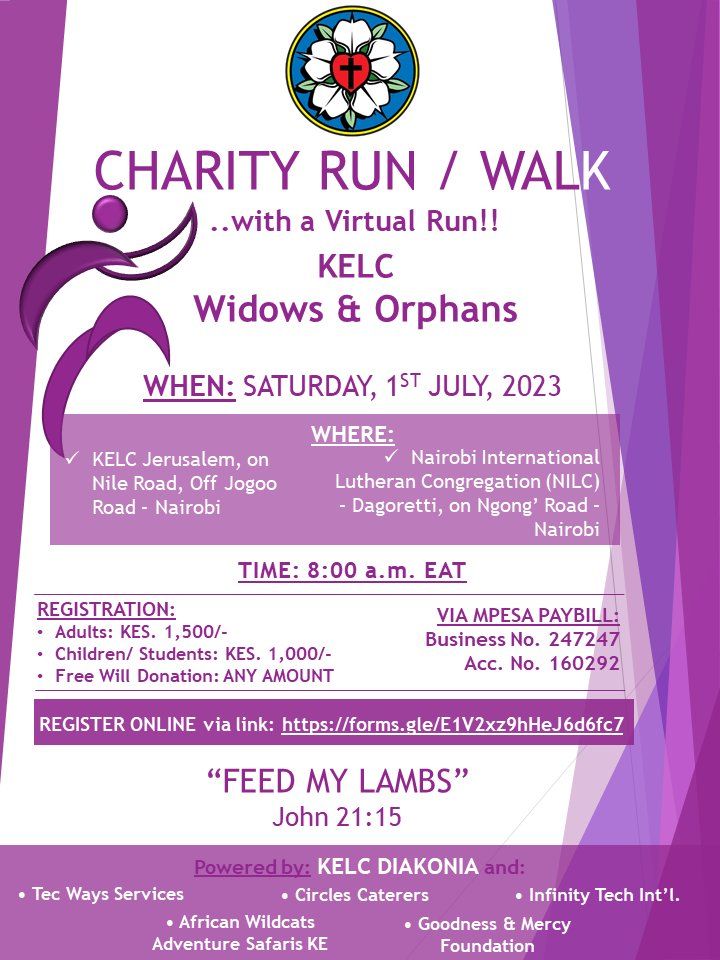 CHARITY RUN / WALK
..with a Virtual Run!!
KELC
Widows & Orphans
WHEN: SATURDAY, 1ST JULY, 2023
WHERE:
✓ KELC Jerusalem, on
Nile Road, Off Jogoo
Road - Nairobi
✓ Nairobi International
Lutheran Congregation (NILC)
- Dagoretti, on Ngong’ Road -
Nairobi
TIME: 8:00 a.m. EAT
REGISTRATION:
• Adults: KES. 1,500/-
• Children/ Students: KES. 1,000/-
• Free Will Donation: ANY AMOUNT
VIA MPESA PAYBILL:
Business No. 247247
Acc. No. 160292
REGISTER ONLINE via link: https://forms.gle/E1V2xz9hHeJ6d6fc7
“FEED MY LAMBS”
John 21:15
Powered by: KELC DIAKONIA and:
• Tec Ways Services
• Circles Caterers
• Infinity Tech Int’l.
• African Wildcats
Adventure Safaris KE
• Goodness & Mercy
Foundation